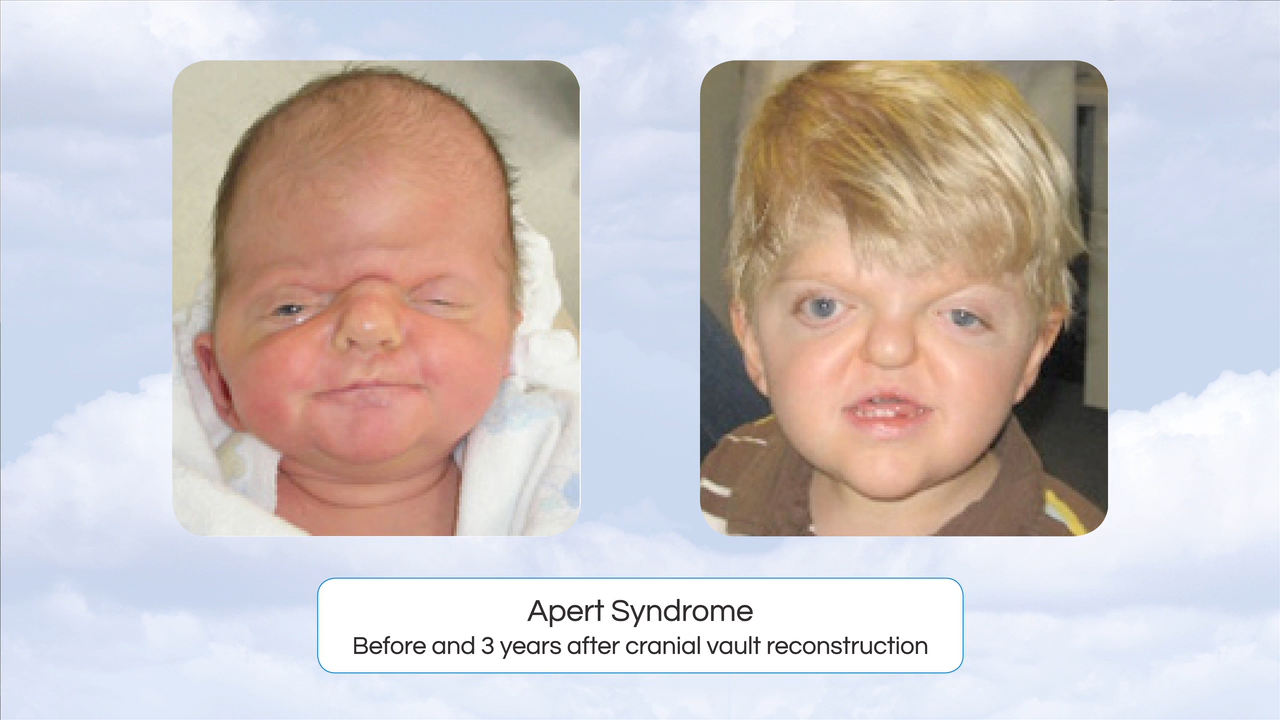 Apert Syndrome
Before and 3 years after cranial vault reconstruction